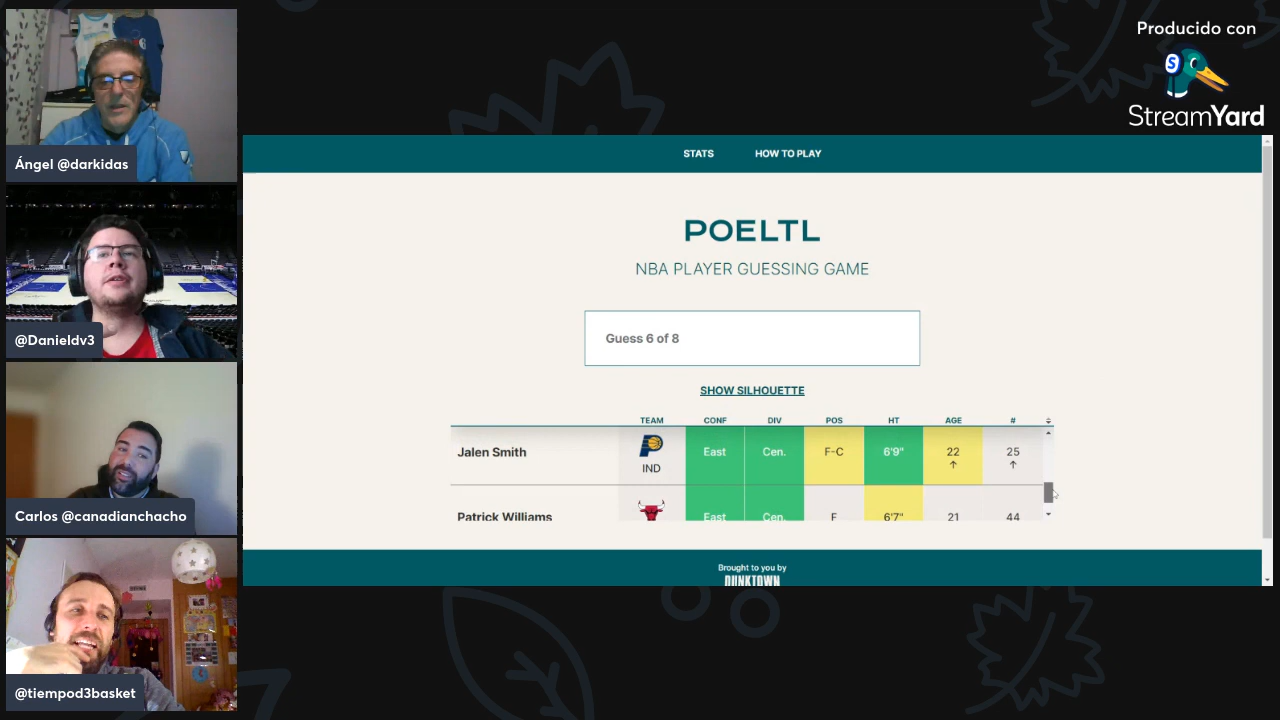 Producido con
S
StreamYard
Ángel @darkidas
@Danieldv3
Carlos @canadianchacho
@tiempod3basket
STATS HOW TO PLAY
POELTL
NBA PLAYER GUESSING GAME
Guess 6 of 8
SHOW SILHOUETTE
TEAM CONF DIV POS HT AGE #
Jalen Smith IND East Cen. F-C 6'9" 22 ↑ 25 ↑
Patrick Williams East Cen. F 6'7" 21 44
Brought to you by
DUNKTOWN